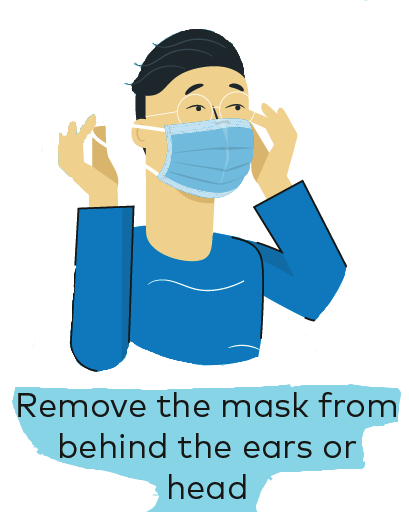 Remove the mask from
behind the ears or
head